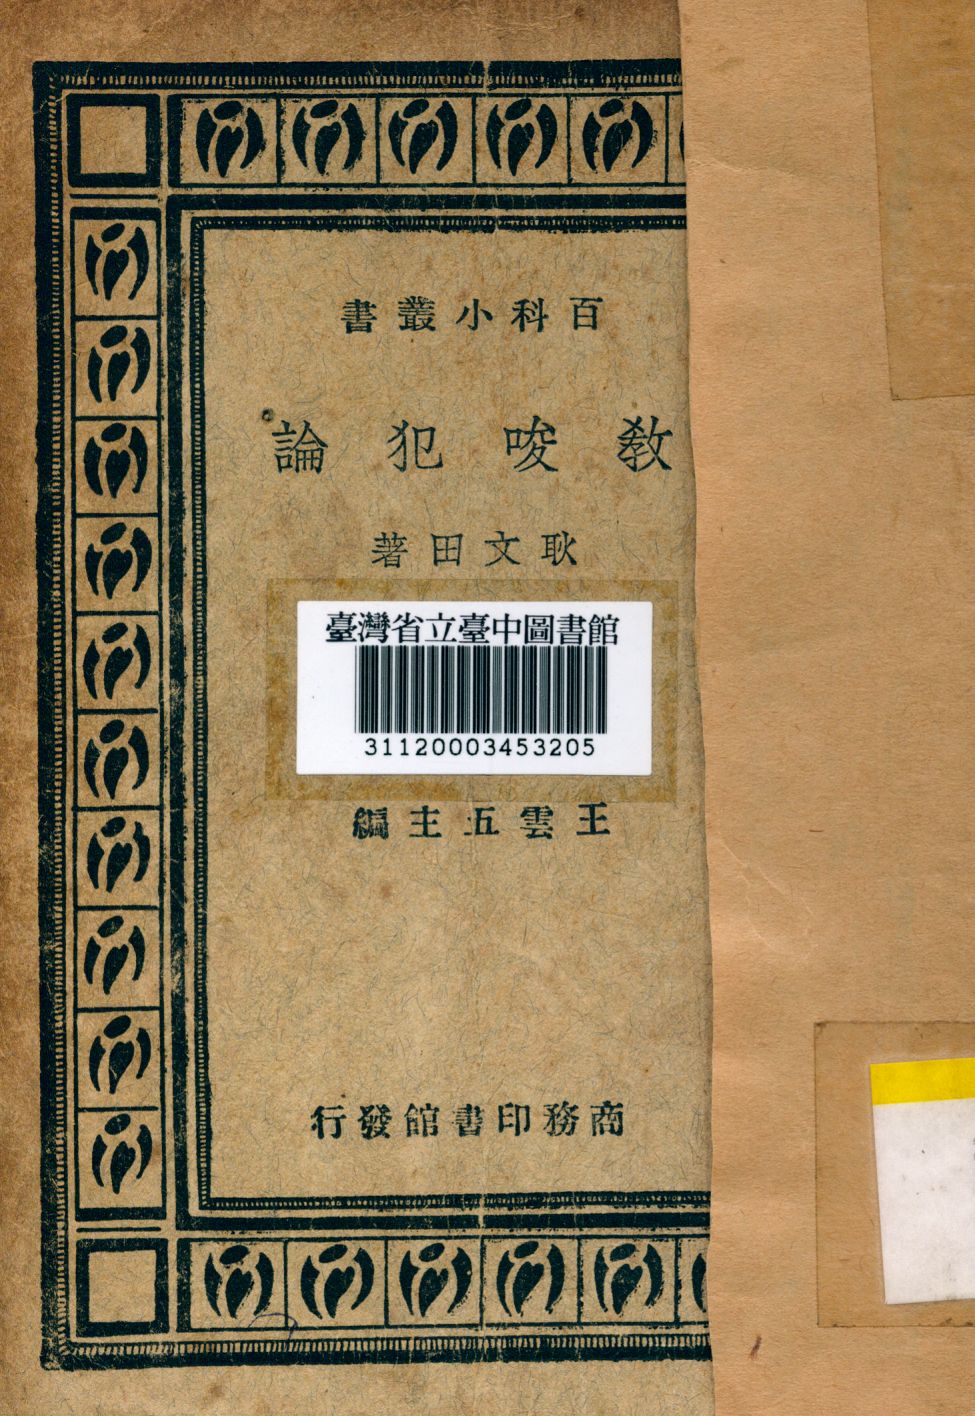 百科小叢書
教唆犯論
耿文田著
臺灣省立臺中圖書館
31120003453205
王雲五主編
商務印書館發行